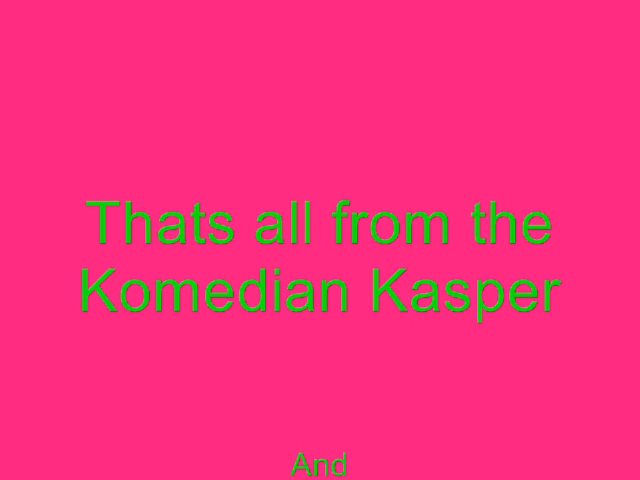 Thats all from the
Komedian Kasper
And